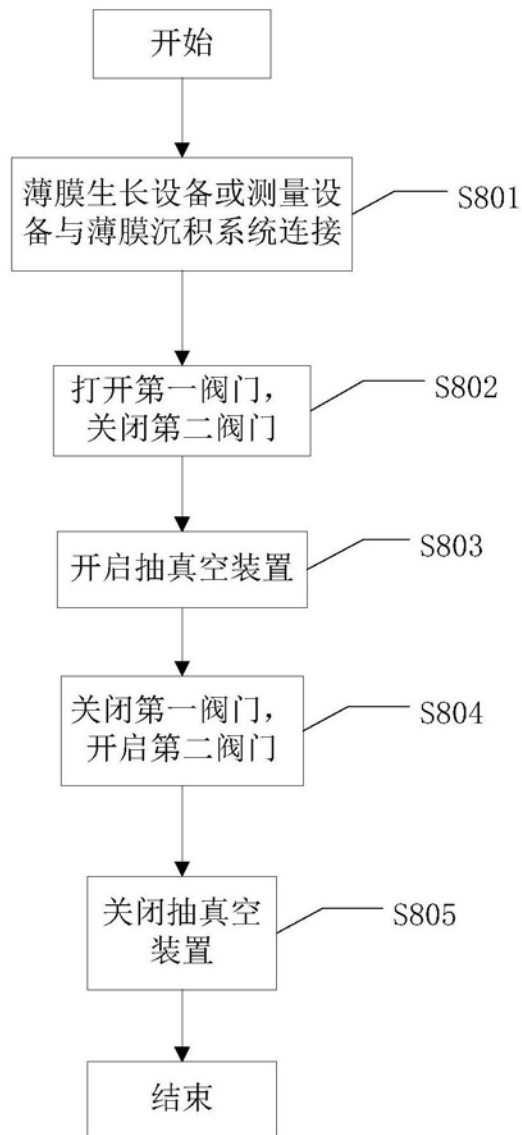 开始
薄膜生长设备或测量设
备与薄膜沉积系统连接
S801
打开第一阀门，
关闭第二阀门
S802
开启抽真空装置
S803
关闭第一阀门，
开启第二阀门
S804
关闭抽真空
装置
S805
结束